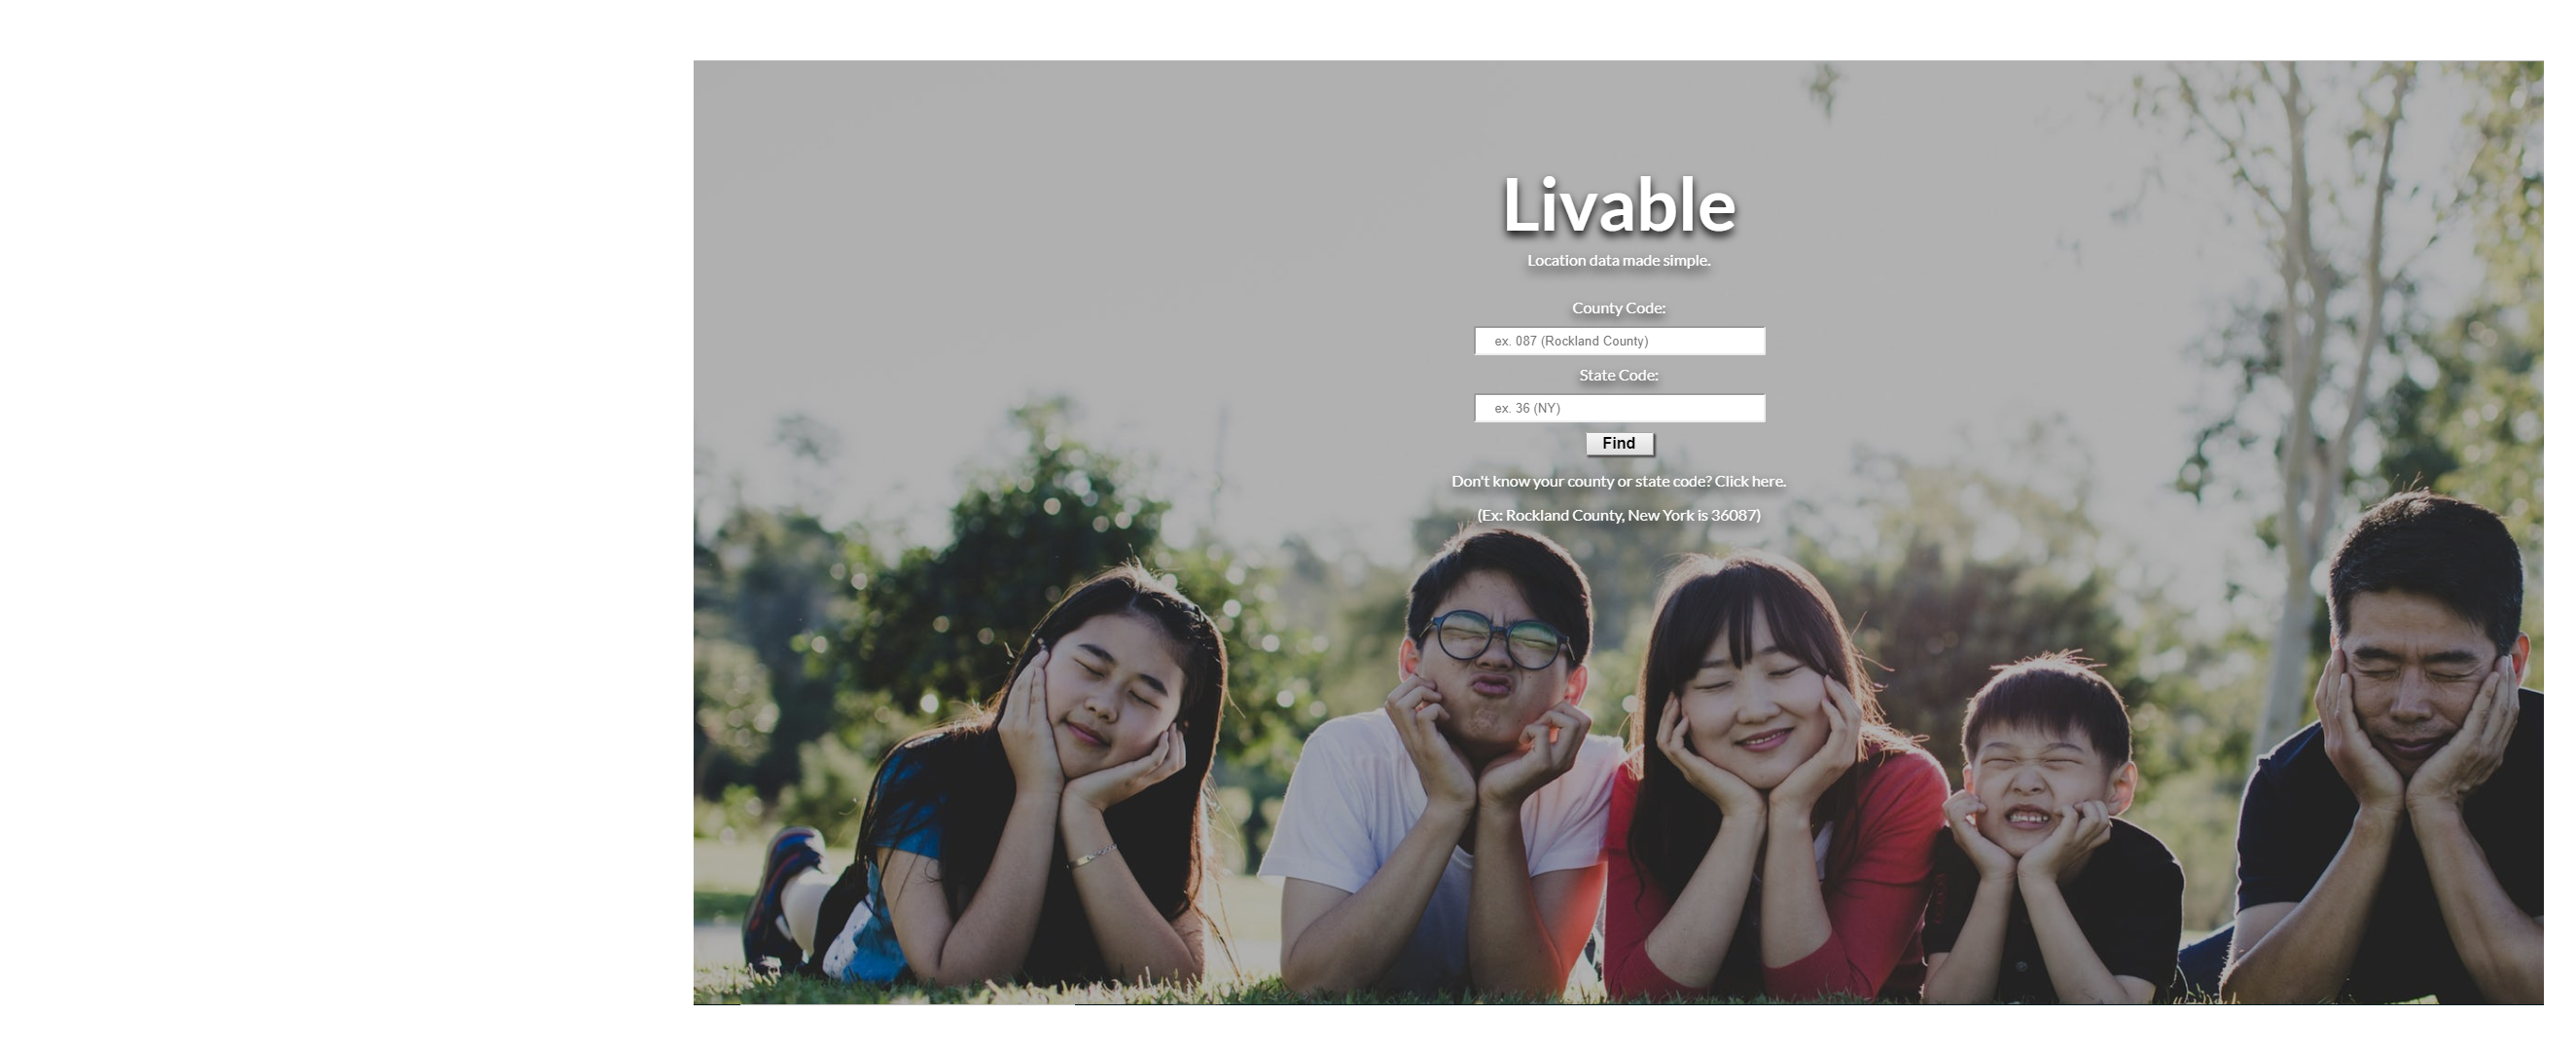 Livable
Location data made simple.
County Code:
ex. 087 (Rockland County)
State Code:
ex. 36 (NY)
Find
Don't know your county or state code? Click here.
(Ex: Rockland County, New York is 36087)